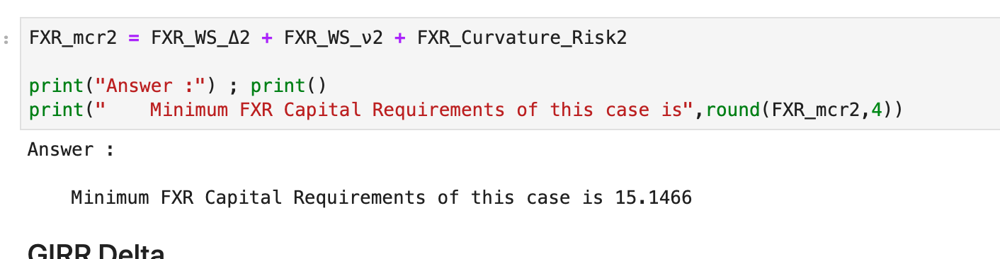 FXR_mcr2 = FXR_WS_Δ2 + FXR_WS_ν2 + FXR_Curvature_Risk2
print("Answer :") ; print()
print("    Minimum FXR Capital Requirements of this case is",round(FXR_mcr2,4))
Answer :
    Minimum FXR Capital Requirements of this case is 15.1466
GIRR Delta